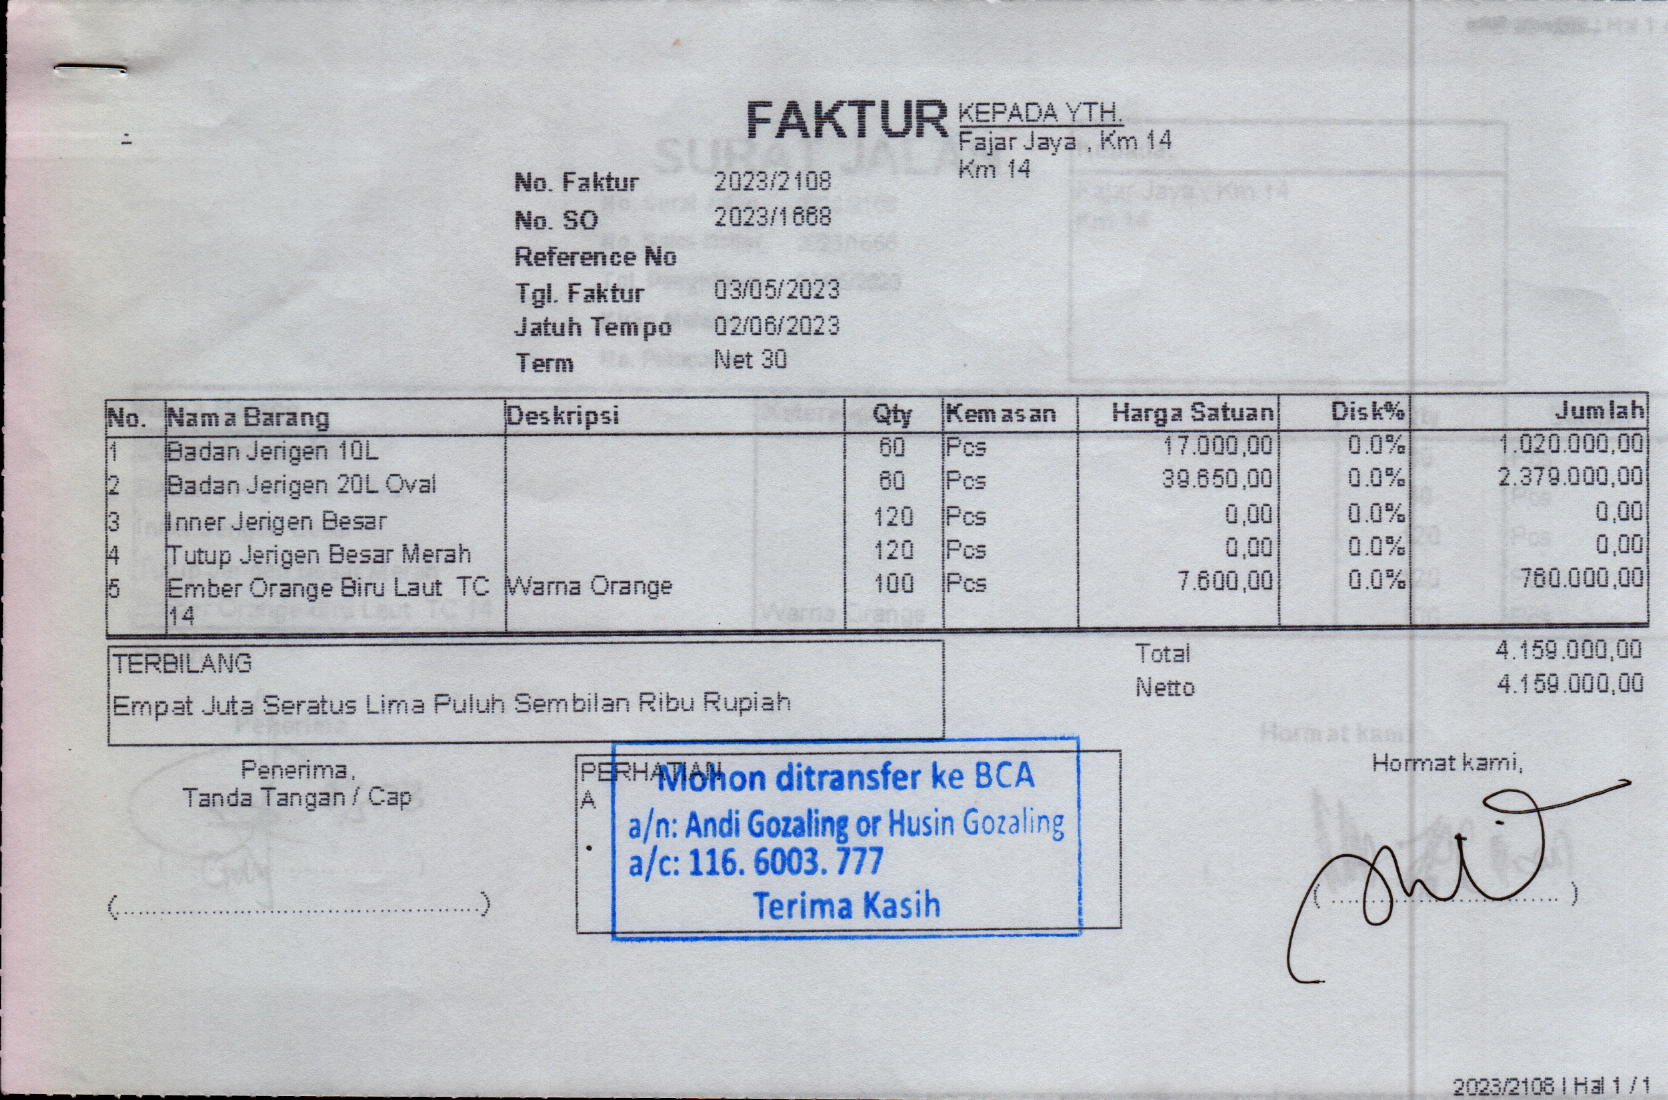 FAKTUR
KEPADA YTH.
Fajar Jaya , Km 14
Km 14
No. Faktur 2023/2108
No. SO 2023/1668
Reference No
Tgl. Faktur 03/05/2023
Jatuh Tempo 02/06/2023
Term Net 30
No. Nama Barang Deskripsi Qty Kemasan Harga Satuan Disk% Jumlah
1 Badan Jerigen 10L 60 Pcs 17.000,00 0.0% 1.020.000,00
2 Badan Jerigen 20L Oval 60 Pcs 39.650,00 0.0% 2.379.000,00
3 Inner Jerigen Besar 120 Pcs 0,00 0.0% 0,00
4 Tutup Jerigen Besar Merah 120 Pcs 0,00 0.0% 0,00
5 Ember Orange Biru Laut TC Warna Orange 100 Pcs 7.600,00 0.0% 760.000,00
14
Total 4.159.000,00
Netto 4.159.000,00
TERBILANG
Empat Juta Seratus Lima Puluh Sembilan Ribu Rupiah
Penerima,
Tanda Tangan / Cap
(..........................................)
PERHATIAN
A
Mohon ditransfer ke BCA
a/n: Andi Gozaling or Husin Gozaling
a/c: 116. 6003. 777
Terima Kasih
Hormat kami,
(..........................)
2023/2108 | Hal 1 / 1